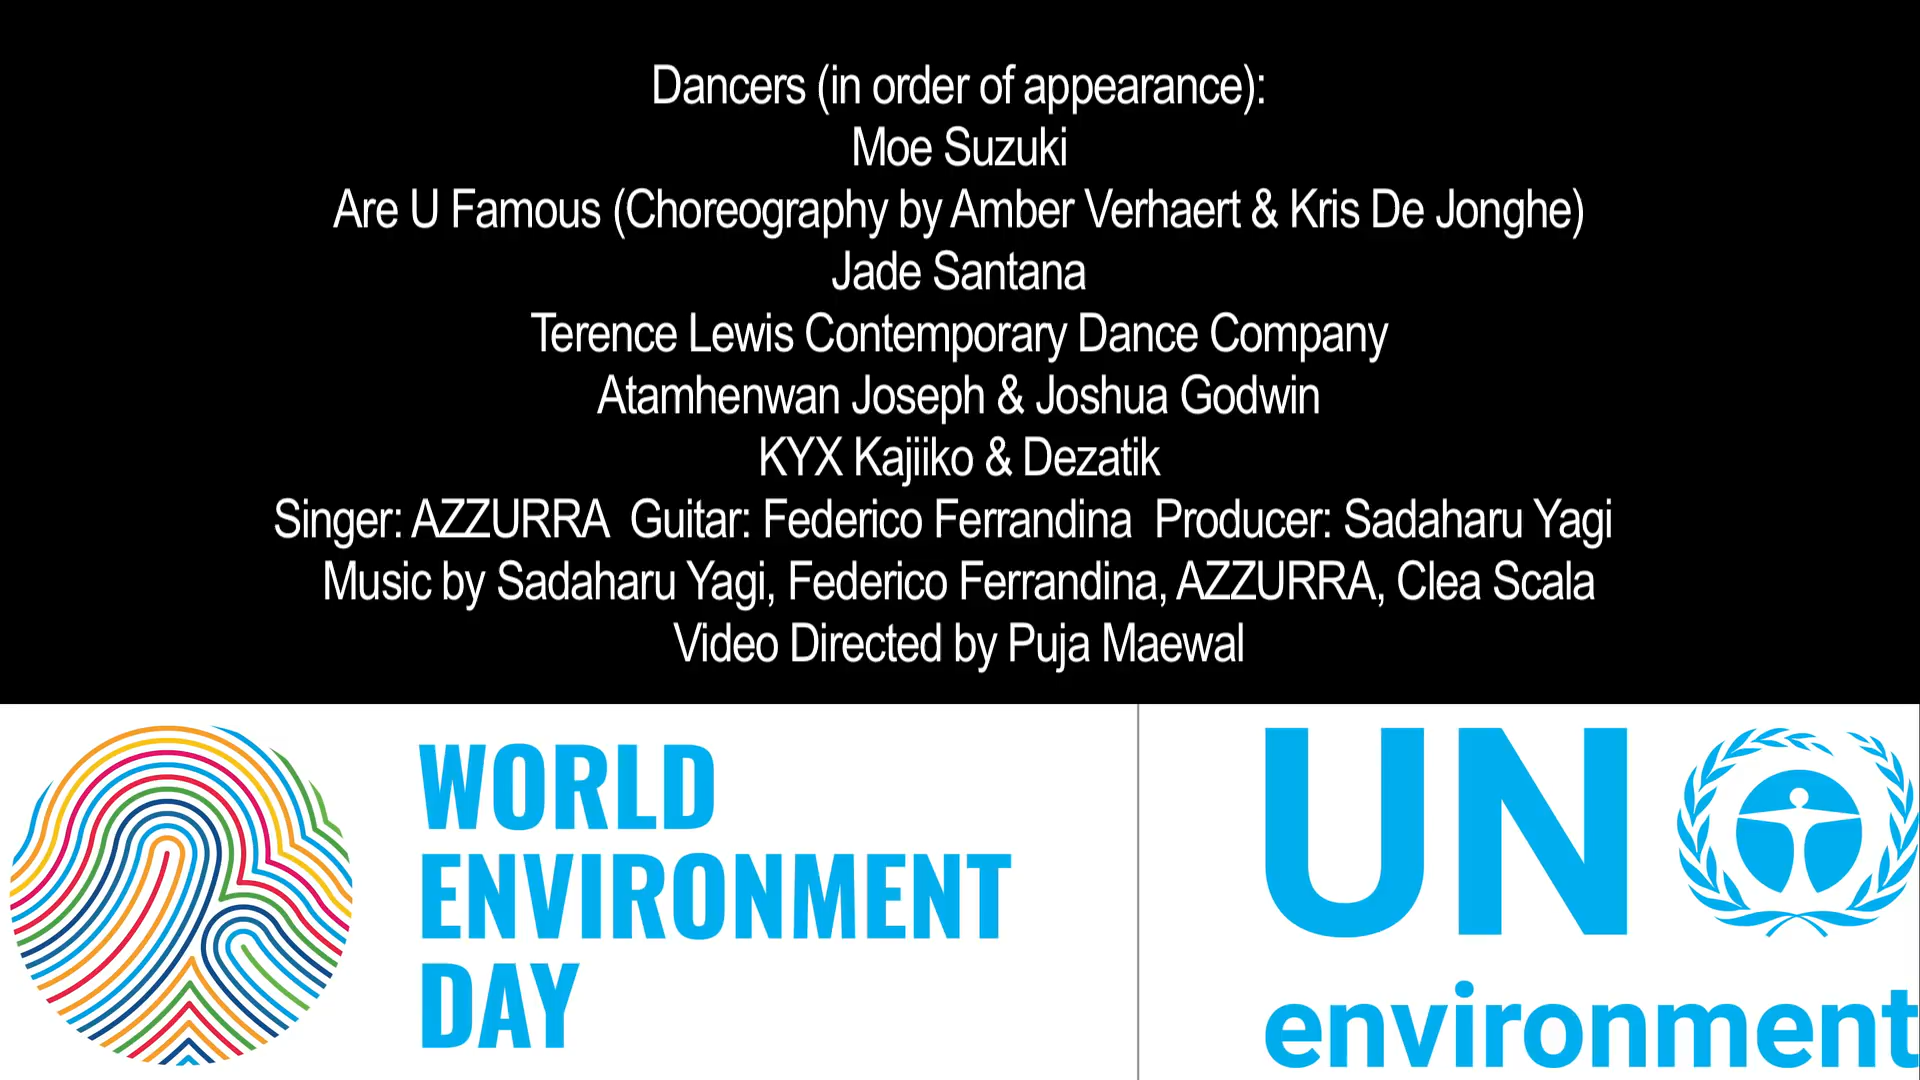 Dancers (in order of appearance):
Moe Suzuki
Are U Famous (Choreography by Amber Verhaert & Kris De Jonghe)
Jade Santana
Terence Lewis Contemporary Dance Company
Atamhenwan Joseph & Joshua Godwin
KYX Kajiiko & Dezatik
Singer: AZZURRA  Guitar: Federico Ferrandina  Producer: Sadaharu Yagi
Music by Sadaharu Yagi, Federico Ferrandina, AZZURRA, Clea Scala
Video Directed by Puja Maewal
WORLD
ENVIRONMENT
DAY
UN
environment